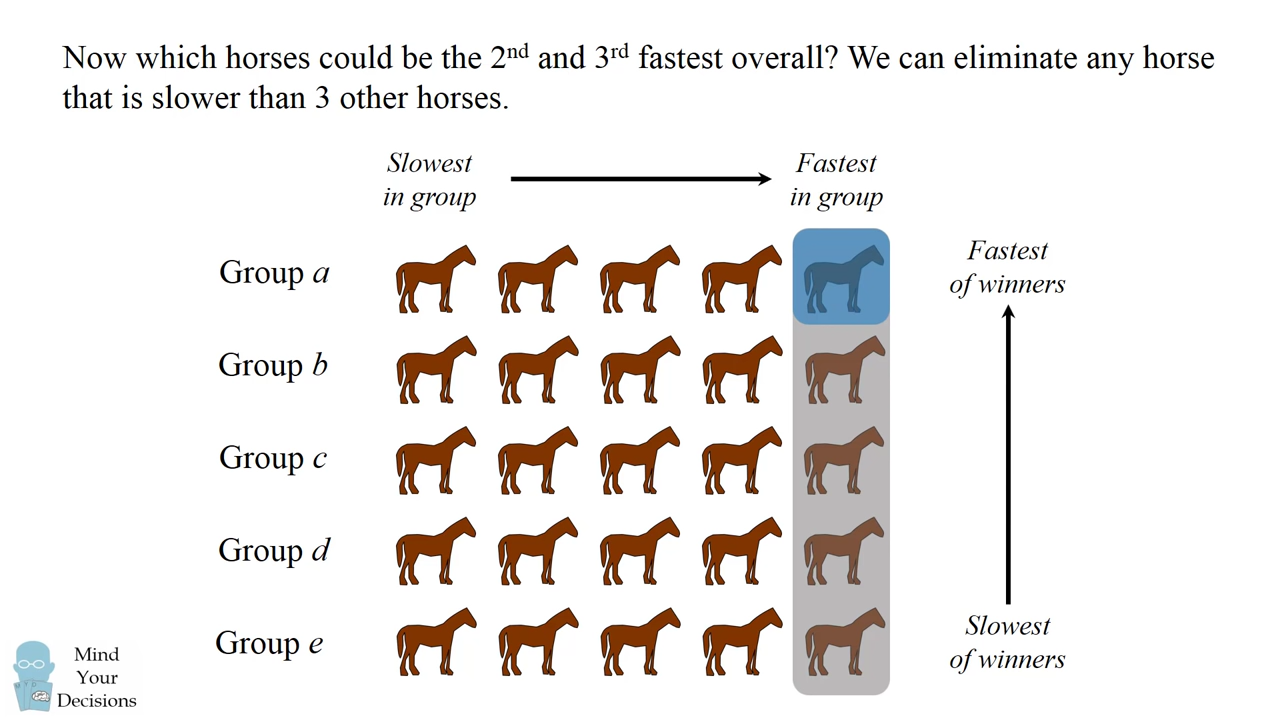 Now which horses could be the 2nd and 3rd fastest overall? We can eliminate any horse
that is slower than 3 other horses.
Slowest
in group
Fastest
in group
Group a
Fastest
of winners
Group b
Group c
Group d
Group e
Slowest
of winners
Mind
Your
Decisions